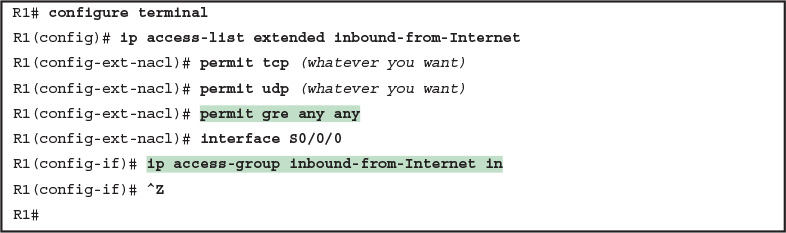 R1# configure terminal
R1(config)# ip access-list extended inbound-from-Internet
R1(config-ext-nacl)# permit tcp (whatever you want)
R1(config-ext-nacl)# permit udp (whatever you want)
R1(config-ext-nacl)# permit gre any any
R1(config-ext-nacl)# interface S0/0/0
R1(config-if)# ip access-group inbound-from-Internet in
R1(config-if)# ^Z
R1#